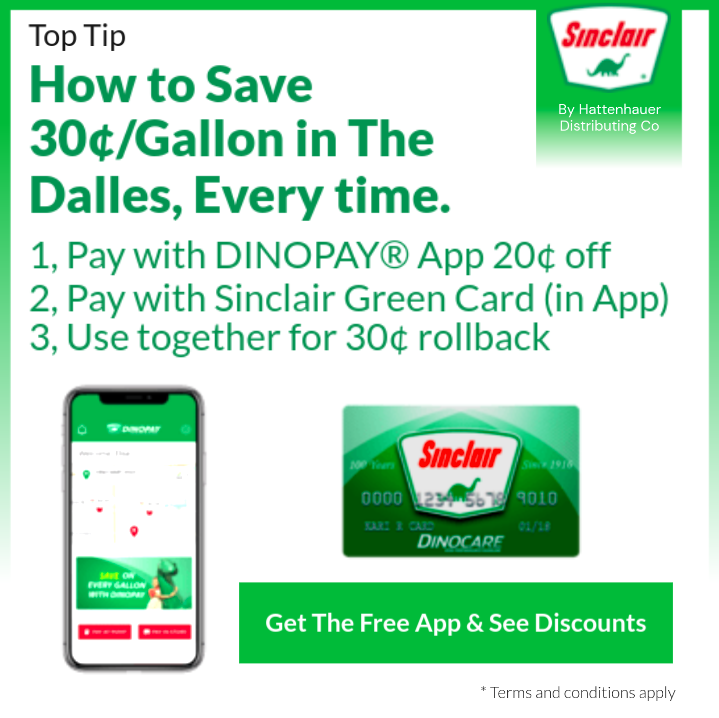 Top Tip
How to Save
30¢/Gallon in The
Dalles, Every time.
Sinclair
By Hattenhauer
Distributing Co
1, Pay with DINOPAY® App 20¢ off
2, Pay with Sinclair Green Card (in App)
3, Use together for 30¢ rollback
DINOPAY
SAVE ON
EVERY GALLON
WITH DINOPAY
Sinclair
100 Years
Since 1916
0000 1234 5678 9010
01/18
DINOCARE
Get The Free App & See Discounts
* Terms and conditions apply